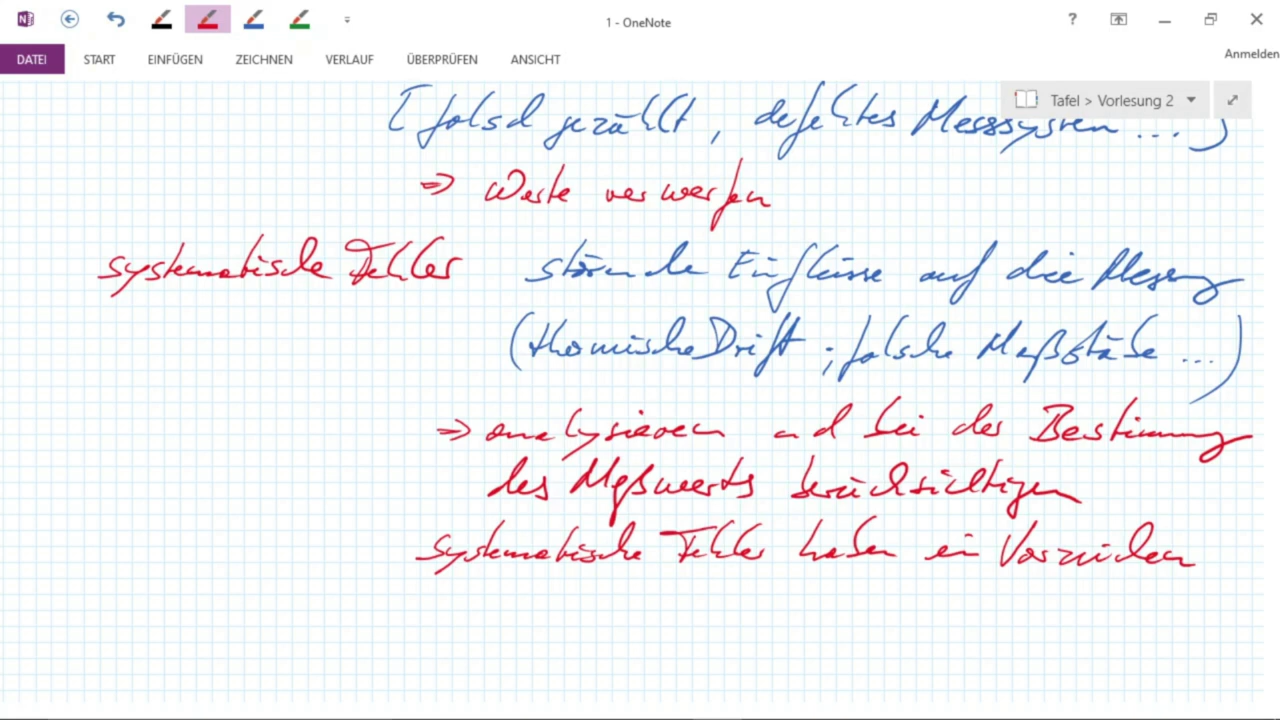 1 - OneNote
Anmelden
DATEI START EINFÜGEN ZEICHNEN VERLAUF ÜBERPRÜFEN ANSICHT
Tafel > Vorlesung 2
(falsch gezählt, defektes Messsystem ...)
⇒ Werte verwerfen
systematische Fehler störende Einflüsse auf die Messung
(thermische Drift ; falsche Maßstäbe ...)
⇒ analysieren und bei der Bestimmung
des Meßwerts berücksichtigen
systematische Fehler haben ein Vorzeichen